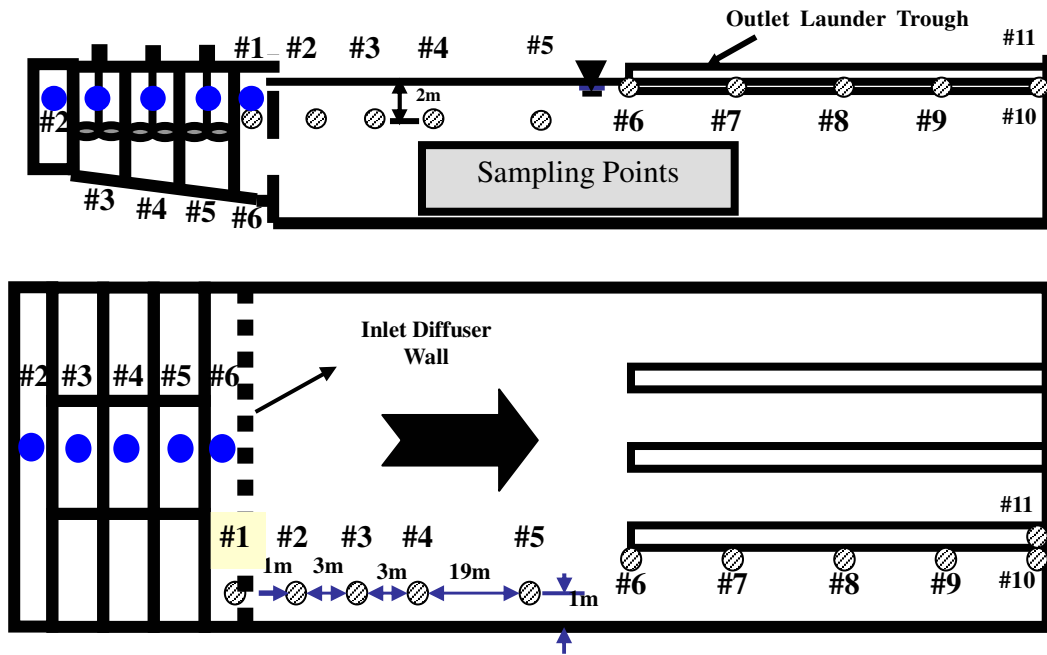 Outlet Launder Trough
#1 #2 #3 #4 #5 #11
2m
#2
#6 #7 #8 #9 #10
Sampling Points
#3 #4 #5 #6
Inlet Diffuser
Wall
#2 #3 #4 #5 #6
#11
#1 #2 #3 #4 #5
1m 3m 3m 19m
#6 #7 #8 #9 #10
1m